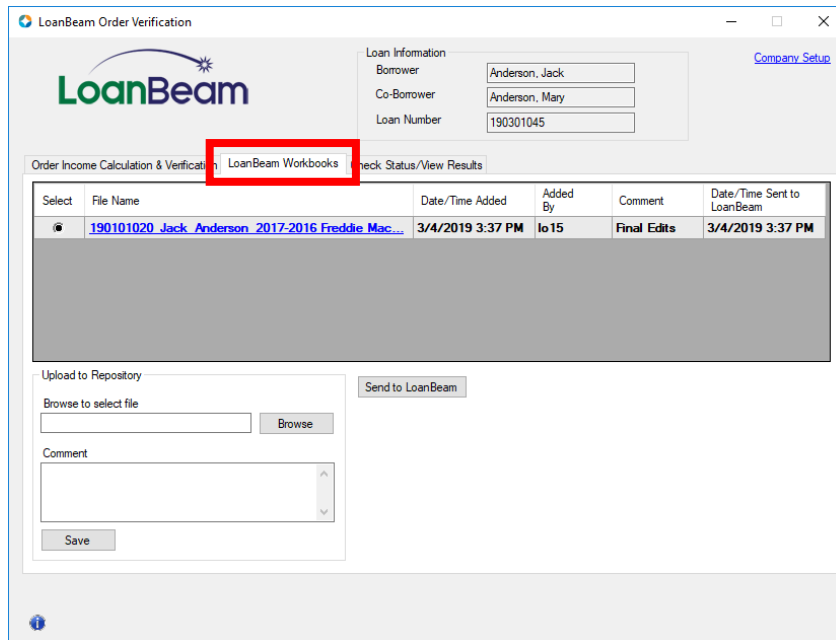 LoanBeam Order Verification
LoanBeam
Loan Information
Borrower
Anderson, Jack
Co-Borrower
Anderson, Mary
Loan Number
190301045
Company Setup
Order Income Calculation & Verification
LoanBeam Workbooks
Check Status/View Results
Select File Name Date/Time Added Added By Comment Date/Time Sent to LoanBeam
190101020_Jack_Anderson_2017-2016 Freddie Mac... 3/4/2019 3:37 PM lo15 Final Edits 3/4/2019 3:37 PM
Upload to Repository
Browse to select file
Browse
Send to LoanBeam
Comment
Save